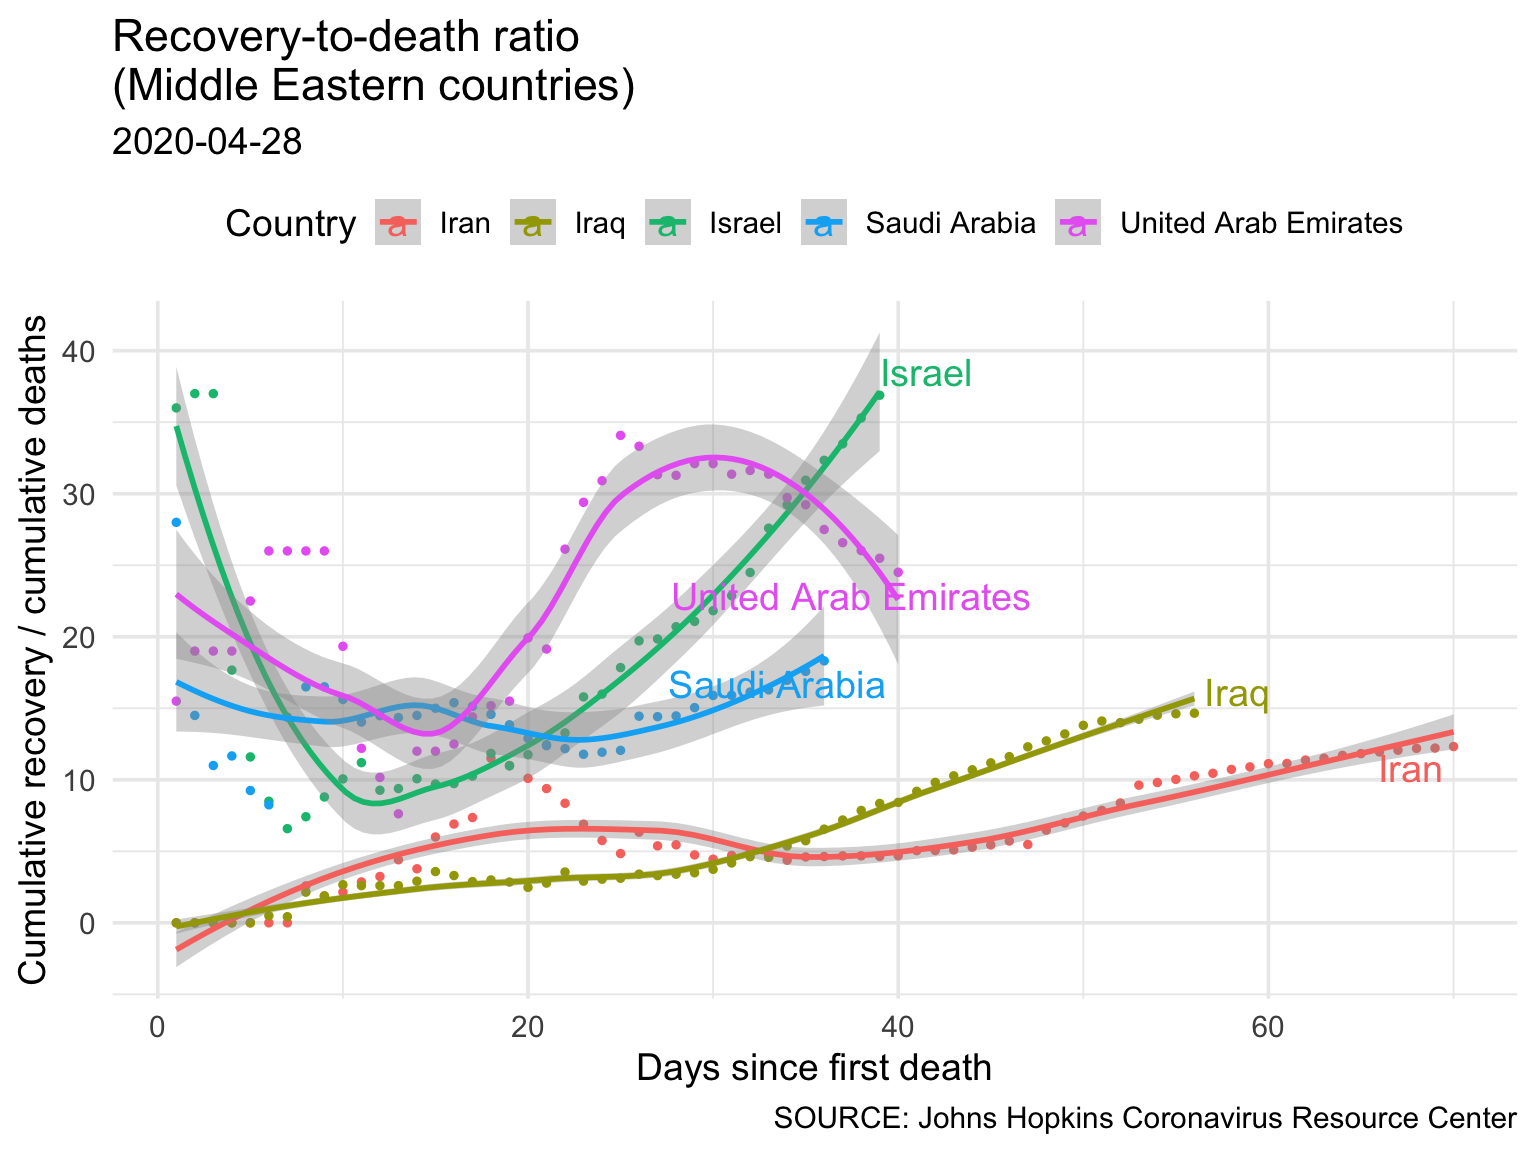 Recovery-to-death ratio
(Middle Eastern countries)
2020-04-28
Country a Iran a Iraq a Israel a Saudi Arabia a United Arab Emirates
Cumulative recovery / cumulative deaths
40
30
20
10
0
Israel
United Arab Emirates
Saudi Arabia
Iraq
Iran
0 20 40 60
Days since first death
SOURCE: Johns Hopkins Coronavirus Resource Center